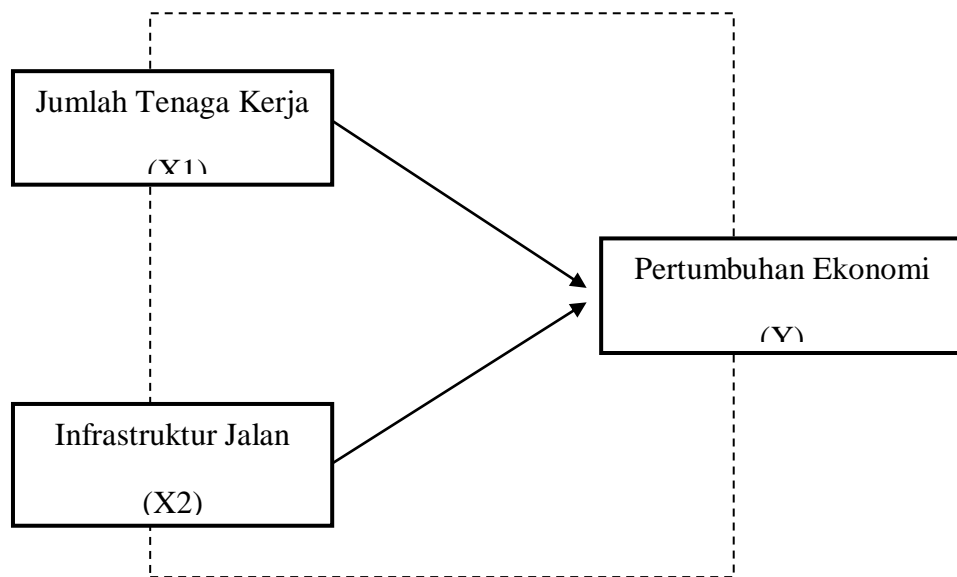 Jumlah Tenaga Kerja
(X1)
Pertumbuhan Ekonomi
(Y)
Infrastruktur Jalan
(X2)